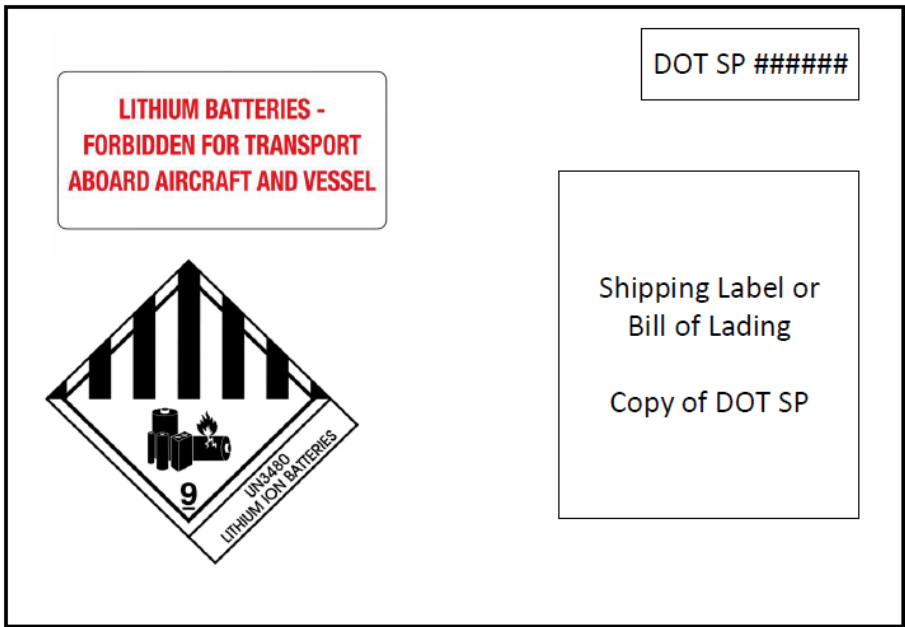 LITHIUM BATTERIES -
FORBIDDEN FOR TRANSPORT
ABOARD AIRCRAFT AND VESSEL
DOT SP ######
Shipping Label or
Bill of Lading
Copy of DOT SP
9
UN3480
LITHIUM ION BATTERIES